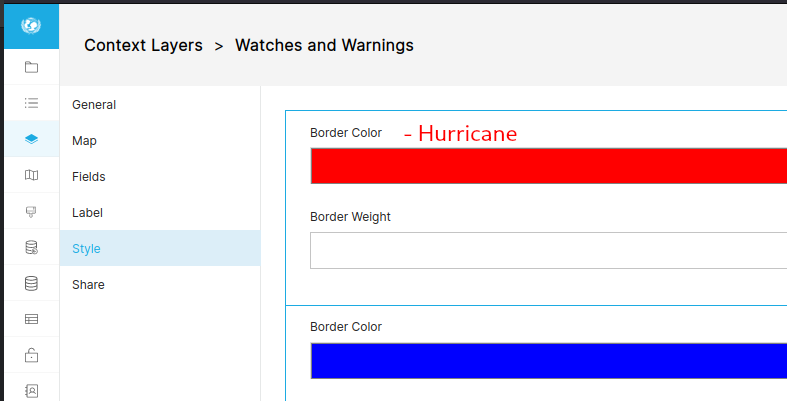 Context Layers > Watches and Warnings
General
Map
Fields
Label
Style
Share
Border Color - Hurricane
Border Weight
Border Color